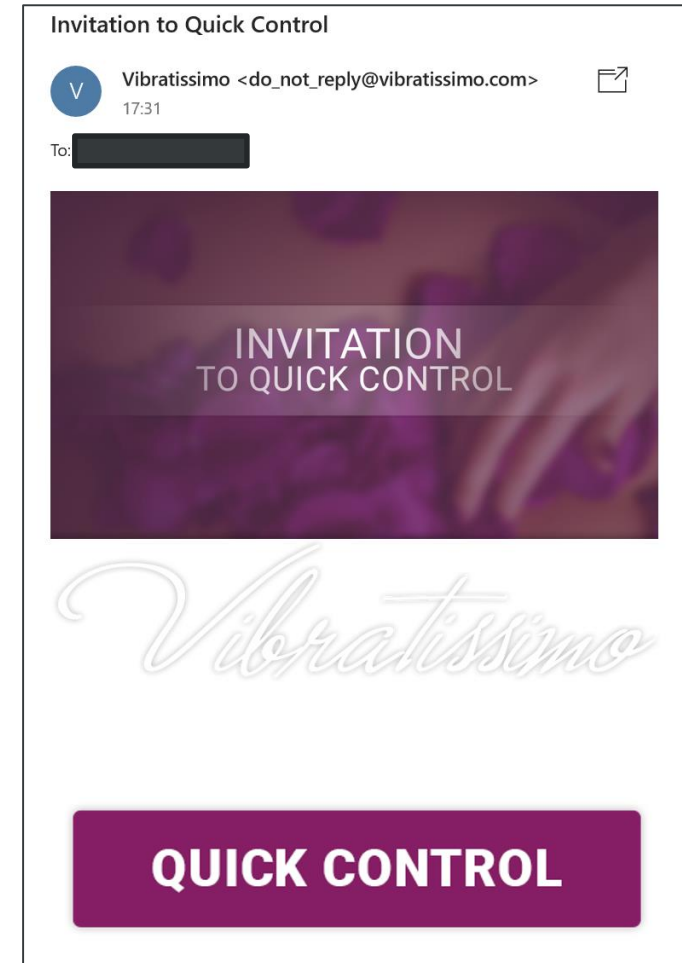 Invitation to Quick Control
V
Vibratissimo <do_not_reply@vibratissimo.com>
17:31
To:
INVITATION
TO QUICK CONTROL
Vibratissimo
QUICK CONTROL